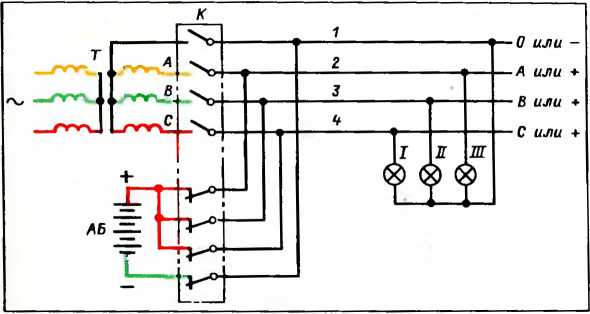 К
1
О или –
Т
А
2
А или +
~
В
3
В или +
С
4
С или +
I
II
III
+
АБ
–